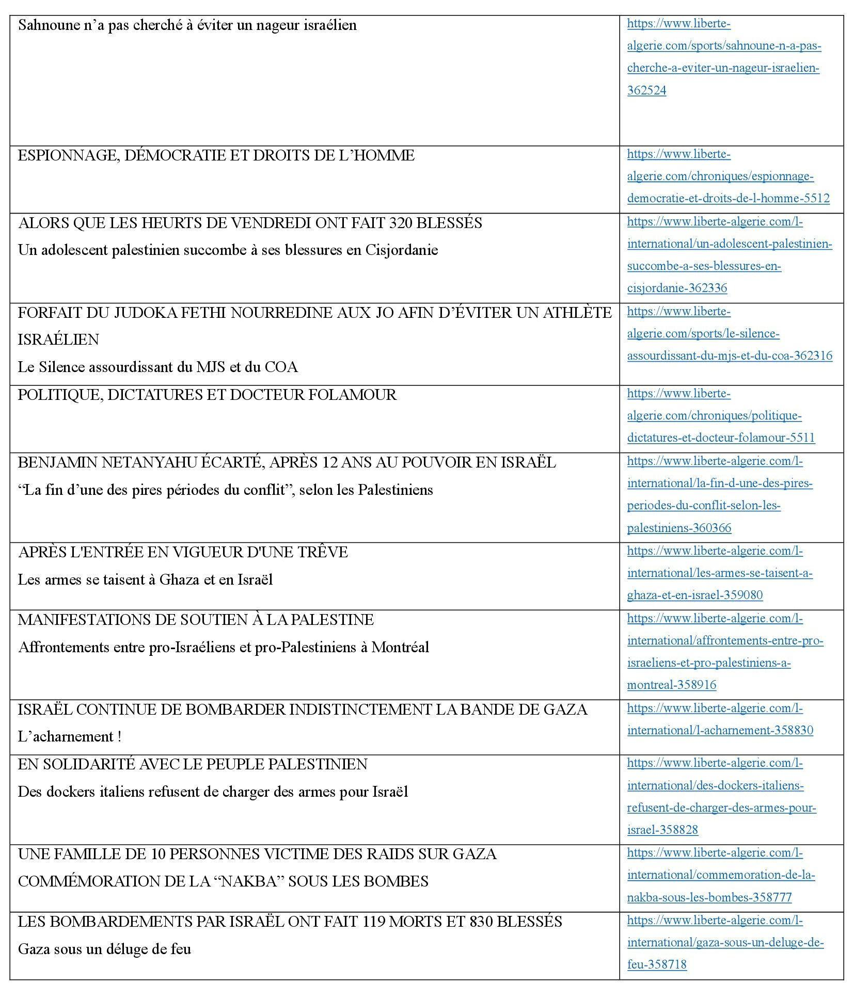 Sahnoune n’a pas cherché à éviter un nageur israélien
https://www.liberte-
algerie.com/sports/sahnoune-n-a-pas-
cherche-a-eviter-un-nageur-israelien-
362524
ESPIONNAGE, DÉMOCRATIE ET DROITS DE L’HOMME
https://www.liberte-
algerie.com/chroniques/espionnage-
democratie-et-droits-de-l-homme-5512
ALORS QUE LES HEURTS DE VENDREDI ONT FAIT 320 BLESSÉS
Un adolescent palestinien succombe à ses blessures en Cisjordanie
https://www.liberte-algerie.com/l-
international/un-adolescent-palestinien-
succombe-a-ses-blessures-en-
cisjordanie-362336
FORFAIT DU JUDOKA FETHI NOURREDINE AUX JO AFIN D’ÉVITER UN ATHLÈTE
ISRAÉLIEN
Le Silence assourdissant du MJS et du COA
https://www.liberte-
algerie.com/sports/le-silence-
assourdissant-du-mjs-et-du-coa-362316
POLITIQUE, DICTATURES ET DOCTEUR FOLAMOUR
https://www.liberte-
algerie.com/chroniques/politique-
dictatures-et-docteur-folamour-5511
BENJAMIN NETANYAHU ÉCARTÉ, APRÈS 12 ANS AU POUVOIR EN ISRAËL
“La fin d’une des pires périodes du conflit”, selon les Palestiniens
https://www.liberte-algerie.com/l-
international/la-fin-d-une-des-pires-
periodes-du-conflit-selon-les-
palestiniens-360366
APRÈS L'ENTRÉE EN VIGUEUR D'UNE TRÊVE
Les armes se taisent à Ghaza et en Israël
https://www.liberte-algerie.com/l-
international/les-armes-se-taisent-a-
ghaza-et-en-israel-359080
MANIFESTATIONS DE SOUTIEN À LA PALESTINE
Affrontements entre pro-Israéliens et pro-Palestiniens à Montréal
https://www.liberte-algerie.com/l-
international/affrontements-entre-pro-
israeliens-et-pro-palestiniens-a-
montreal-358916
ISRAËL CONTINUE DE BOMBARDER INDISTINCTEMENT LA BANDE DE GAZA
L’acharnement !
https://www.liberte-algerie.com/l-
international/l-acharnement-358830
EN SOLIDARITÉ AVEC LE PEUPLE PALESTINIEN
Des dockers italiens refusent de charger des armes pour Israël
https://www.liberte-algerie.com/l-
international/des-dockers-italiens-
refusent-de-charger-des-armes-pour-
israel-358828
UNE FAMILLE DE 10 PERSONNES VICTIME DES RAIDS SUR GAZA
COMMÉMORATION DE LA “NAKBA” SOUS LES BOMBES
https://www.liberte-algerie.com/l-
international/commemoration-de-la-
nakba-sous-les-bombes-358777
LES BOMBARDEMENTS PAR ISRAËL ONT FAIT 119 MORTS ET 830 BLESSÉS
Gaza sous un déluge de feu
https://www.liberte-algerie.com/l-
international/gaza-sous-un-deluge-de-
feu-358718